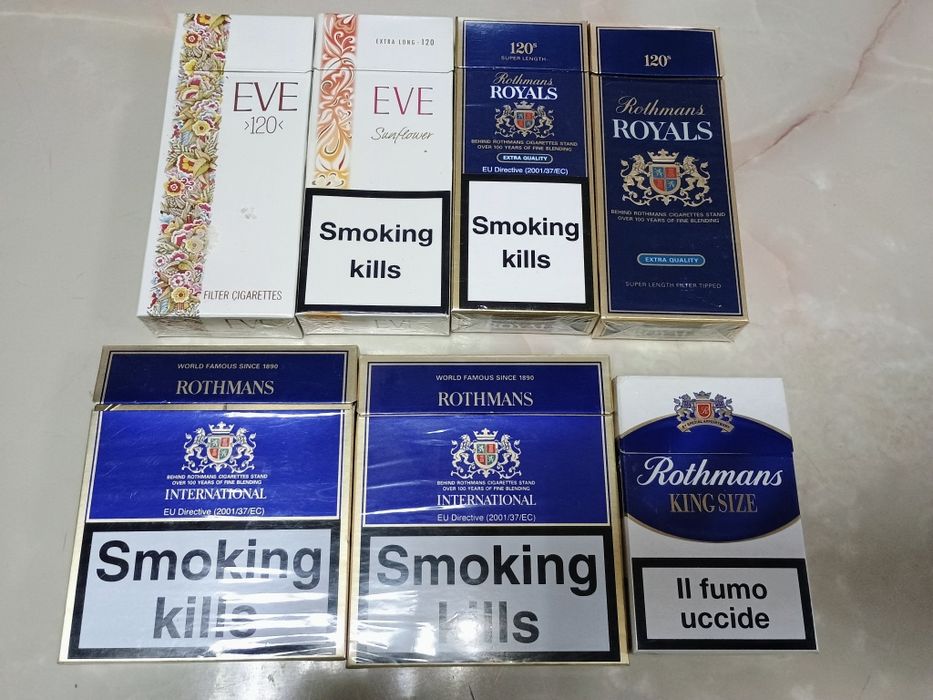 EVE
›120‹
FILTER CIGARETTES
EVE
EXTRA LONG · 120
EVE
Sunflower
Smoking
kills
EVE
120s
SUPER LENGTH
Rothmans
ROYALS
BEHIND ROTHMANS CIGARETTES STAND
OVER 100 YEARS OF FINE BLENDING
EXTRA QUALITY
EU Directive (2001/37/EC)
Smoking
kills
ROYALS
120s
Rothmans
ROYALS
BEHIND ROTHMANS CIGARETTES STAND
OVER 100 YEARS OF FINE BLENDING
EXTRA QUALITY
SUPER LENGTH FILTER TIPPED
ROYALS
WORLD FAMOUS SINCE 1890
ROTHMANS
BEHIND ROTHMANS CIGARETTES STAND
OVER 100 YEARS OF FINE BLENDING
INTERNATIONAL
EU Directive (2001/37/EC)
Smoking
kills
WORLD FAMOUS SINCE 1890
ROTHMANS
BEHIND ROTHMANS CIGARETTES STAND
OVER 100 YEARS OF FINE BLENDING
INTERNATIONAL
EU Directive (2001/37/EC)
Smoking
kills
Rothmans
KING SIZE
Il fumo
uccide